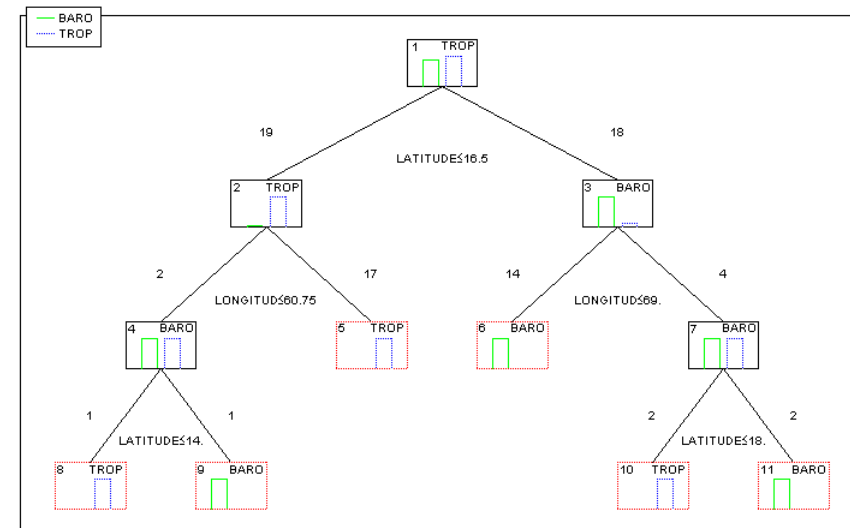 BARO
TROP
1 TROP
19 18
LATITUDE≤16.5
2 TROP 3 BARO
2 17 14 4
LONGITUD≤60.75 LONGITUD≤69.
4 BARO 5 TROP 6 BARO 7 BARO
1 1 2 2
LATITUDE≤14. LATITUDE≤18.
8 TROP 9 BARO 10 TROP 11 BARO